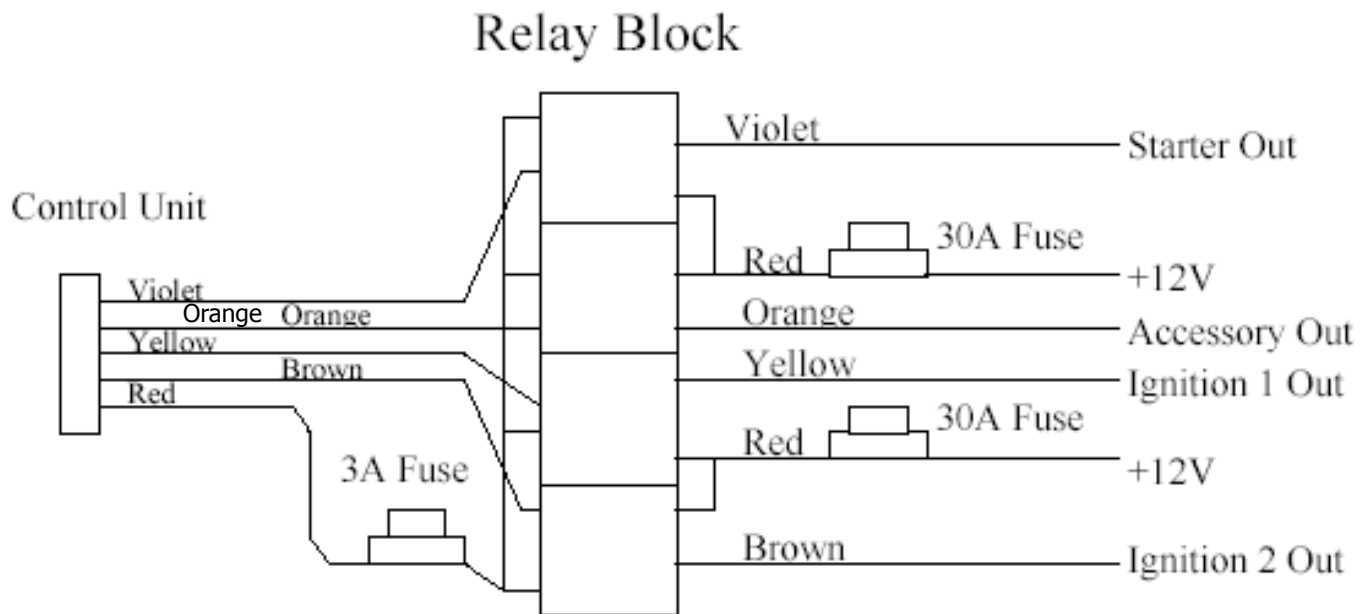 Relay Block
Violet
Starter Out
Control Unit
30A Fuse
Red
+12V
Violet
Orange Orange
Orange
Accessory Out
Yellow
Yellow
Ignition 1 Out
Brown
Red
30A Fuse
Red
3A Fuse
+12V
Brown
Ignition 2 Out